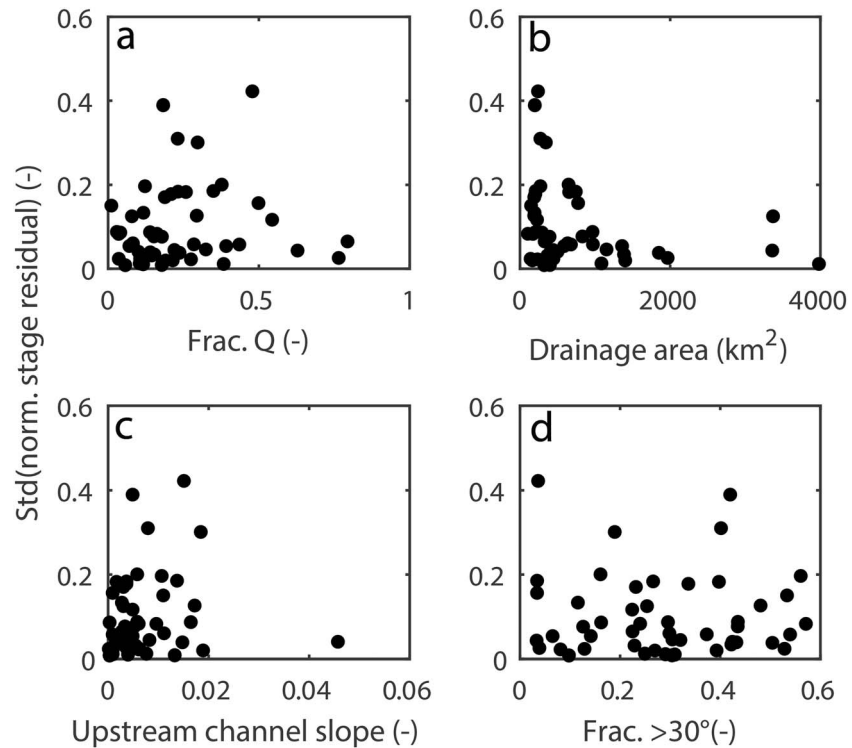 Std(norm. stage residual) (-)
a
0.6
0.4
0.2
0
0 0.5 1
Frac. Q (-)
b
0.6
0.4
0.2
0
0 2000 4000
Drainage area (km²)
c
0.6
0.4
0.2
0
0 0.02 0.04 0.06
Upstream channel slope (-)
d
0.6
0.4
0.2
0
0 0.2 0.4 0.6
Frac. >30°(-)